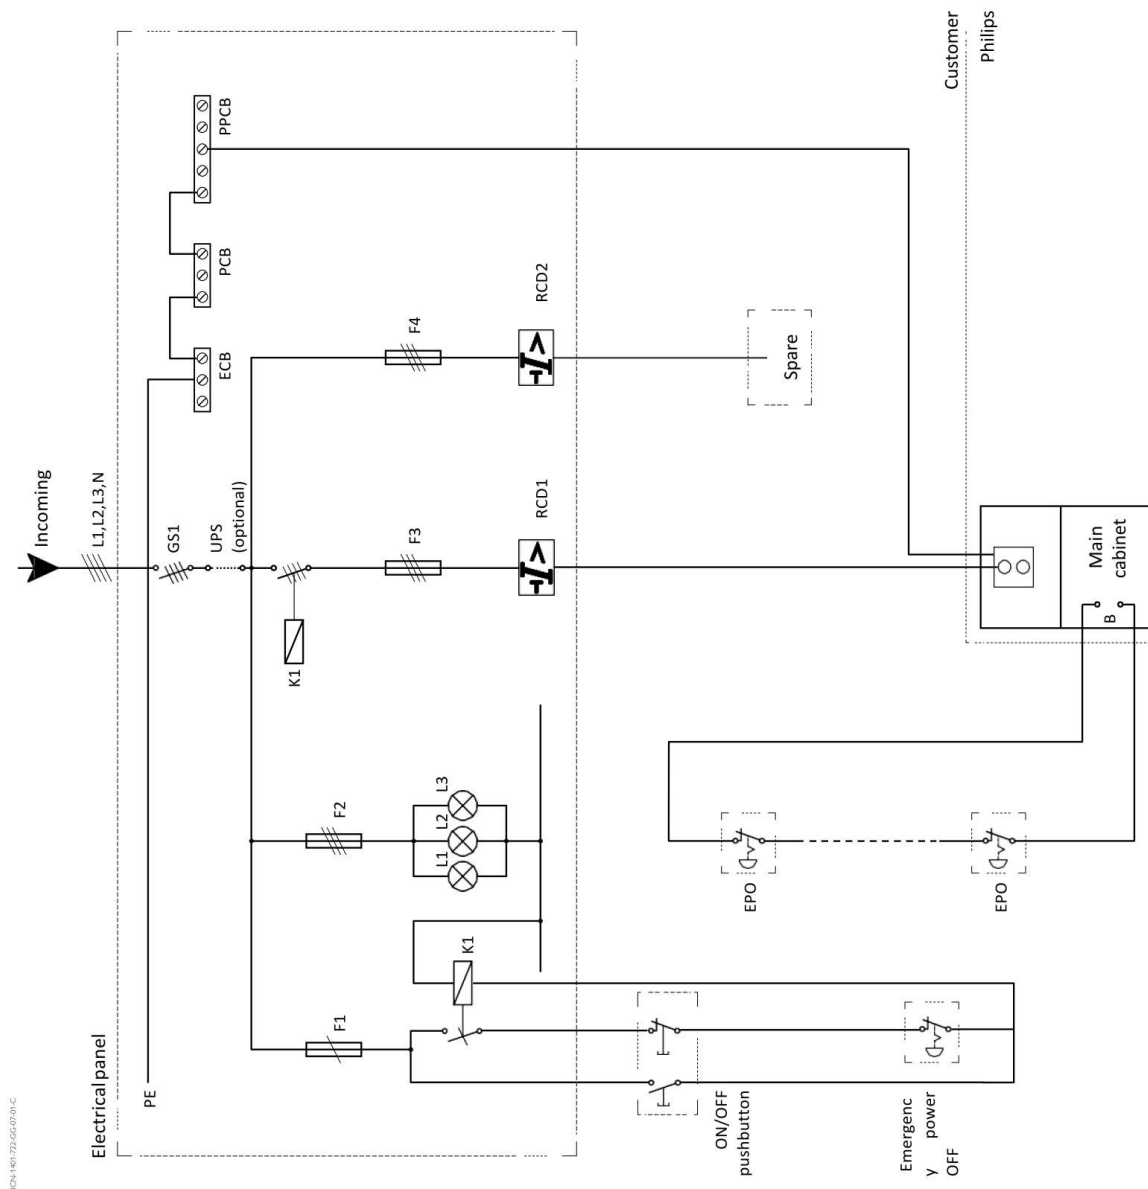 ICN-1401-722-GG-07-01-C
Incoming
Electrical panel
L1,L2,L3,N
PE
GS1
UPS
(optional)
ECB
PCB
PPCB
K1
F1
F2
F3
F4
L1
L2
L3
K1
RCD1
RCD2
ON/OFF
pushbutton
EPO
Spare
Emergenc
y power
OFF
EPO
Customer
Philips
Main
cabinet
B